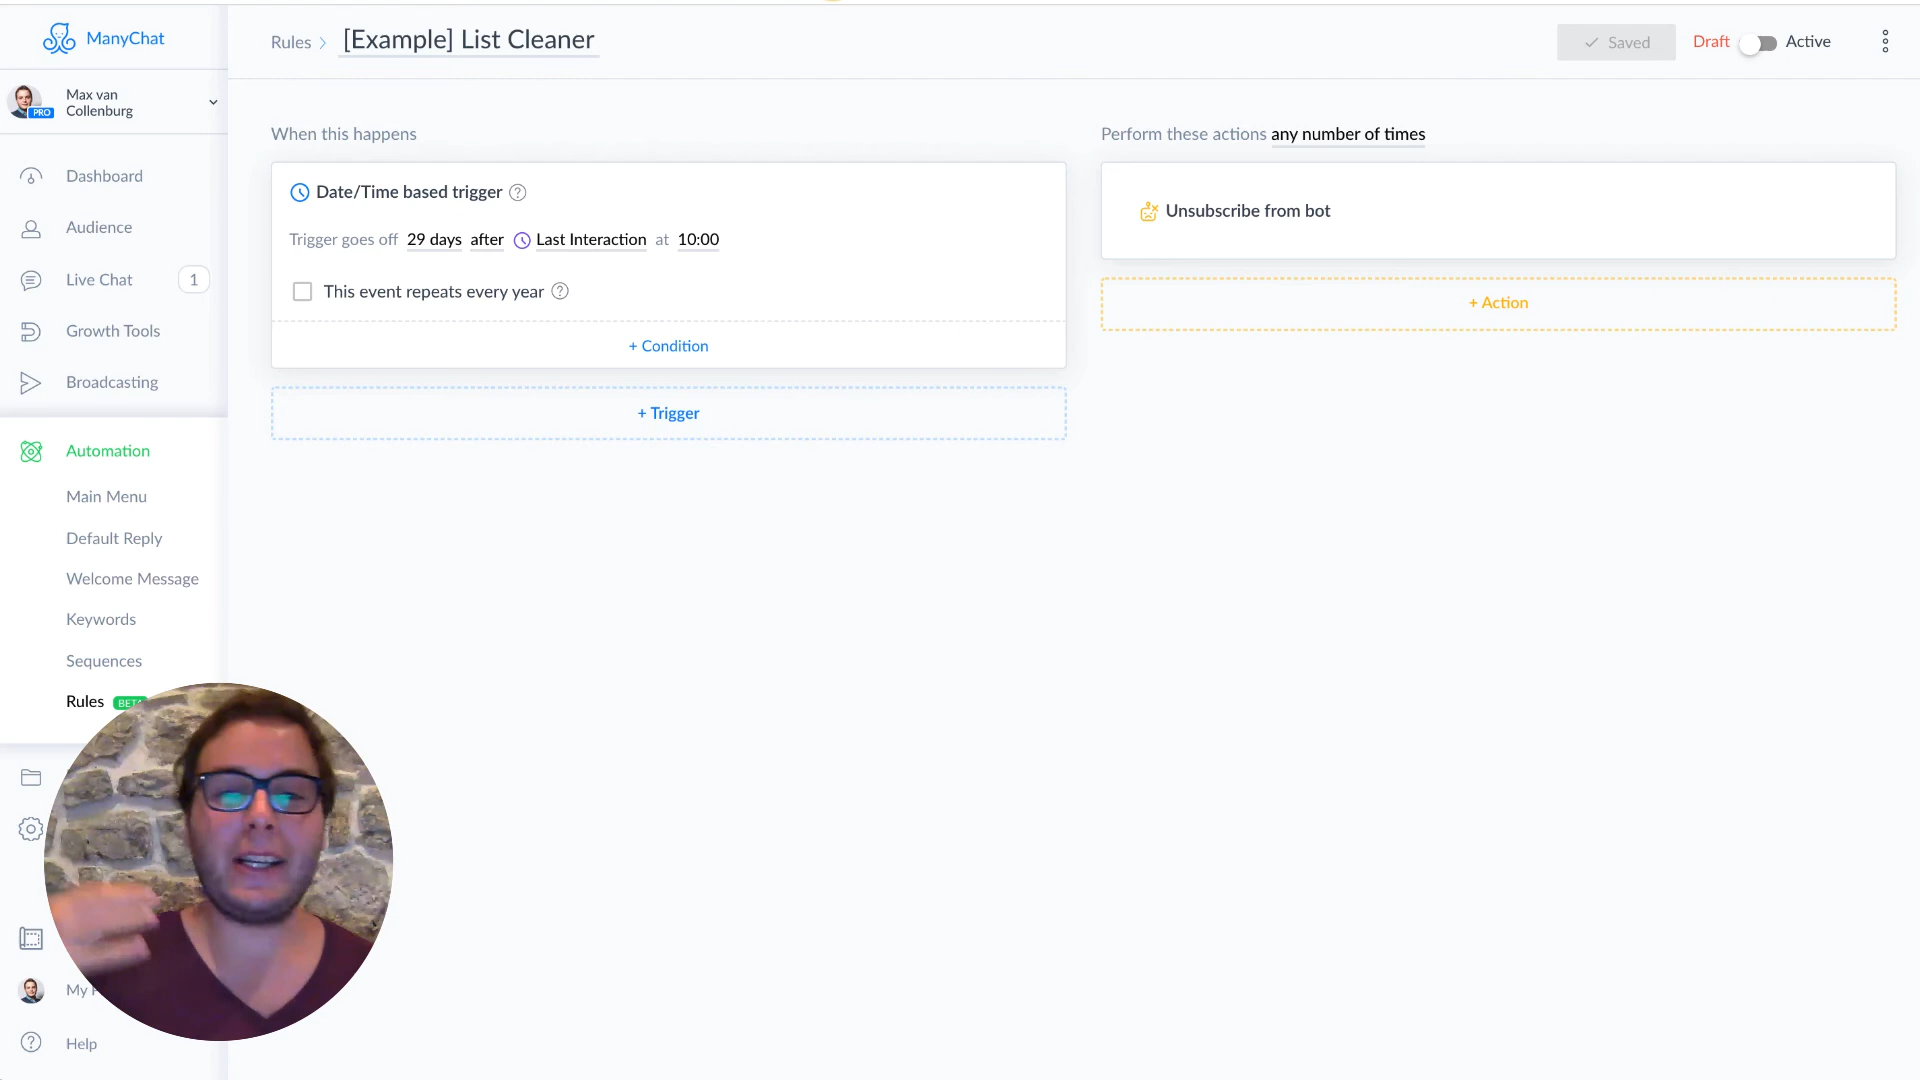 ManyChat
Rules > [Example] List Cleaner
Saved
Draft
Active
Max van
Collenburg
PRO
Dashboard
Audience
Live Chat
1
Growth Tools
Broadcasting
Automation
Main Menu
Default Reply
Welcome Message
Keywords
Sequences
Rules
My
Help
When this happens
Date/Time based trigger ?
Trigger goes off 29 days after Last Interaction at 10:00
This event repeats every year ?
+ Condition
+ Trigger
Perform these actions any number of times
Unsubscribe from bot
+ Action